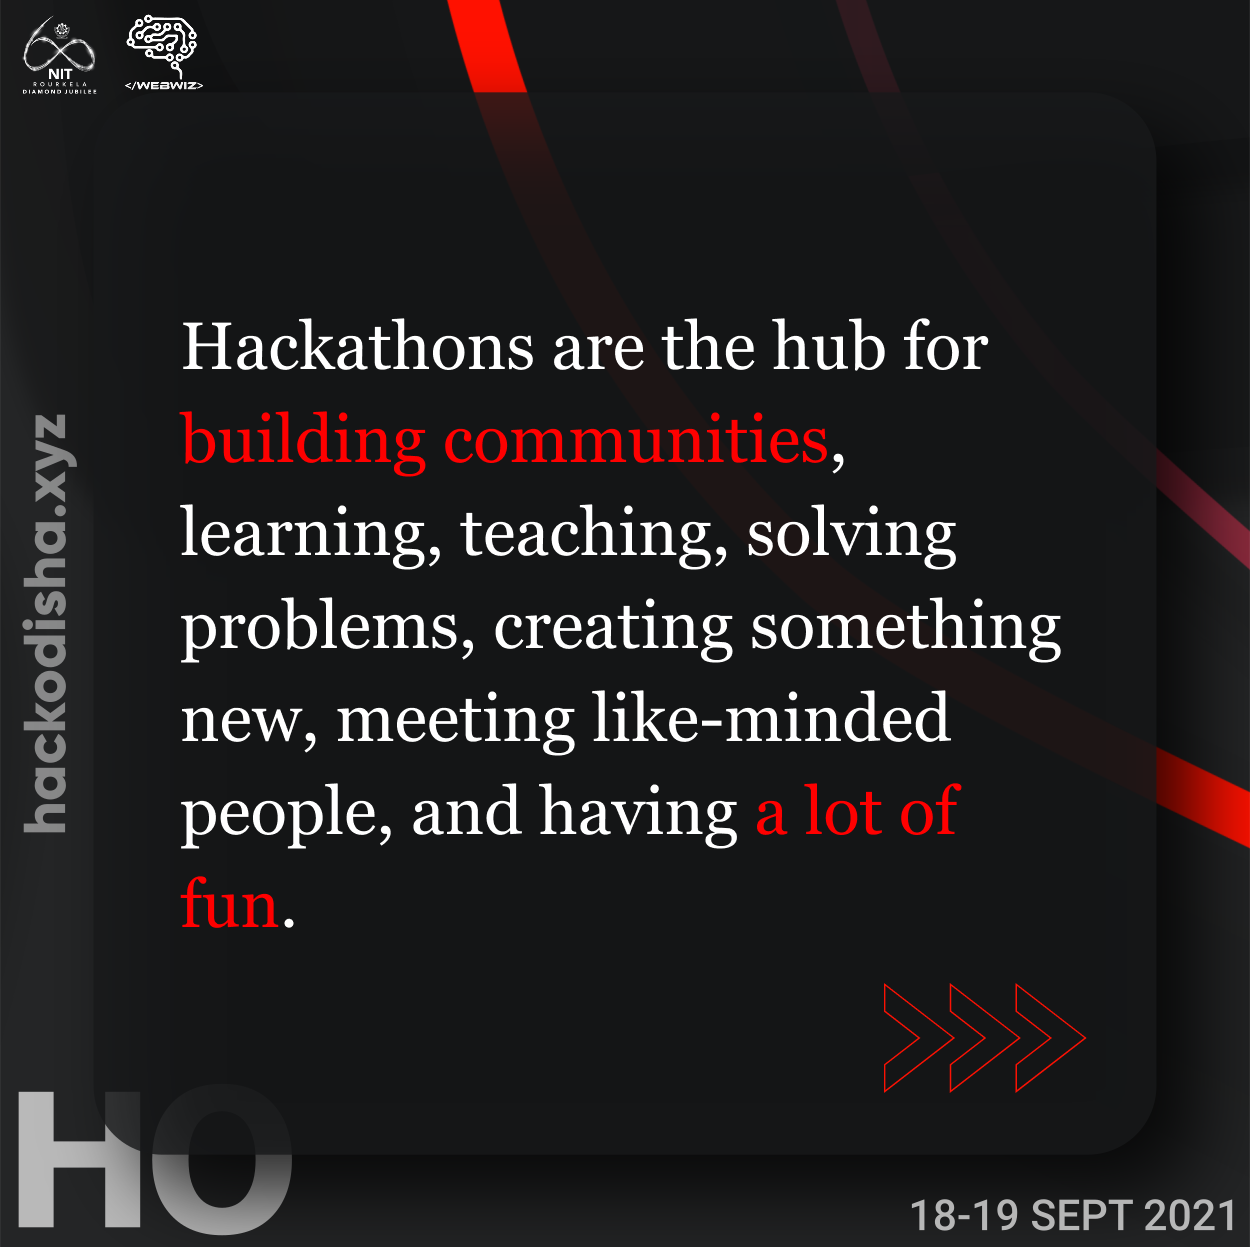 NIT
ROURKELA
DIAMOND JUBILEE
</WEBWIZ>
Hackathons are the hub for
building communities,
learning, teaching, solving
problems, creating something
new, meeting like-minded
people, and having a lot of
fun.
hackodisha.xyz
HO
18-19 SEPT 2021